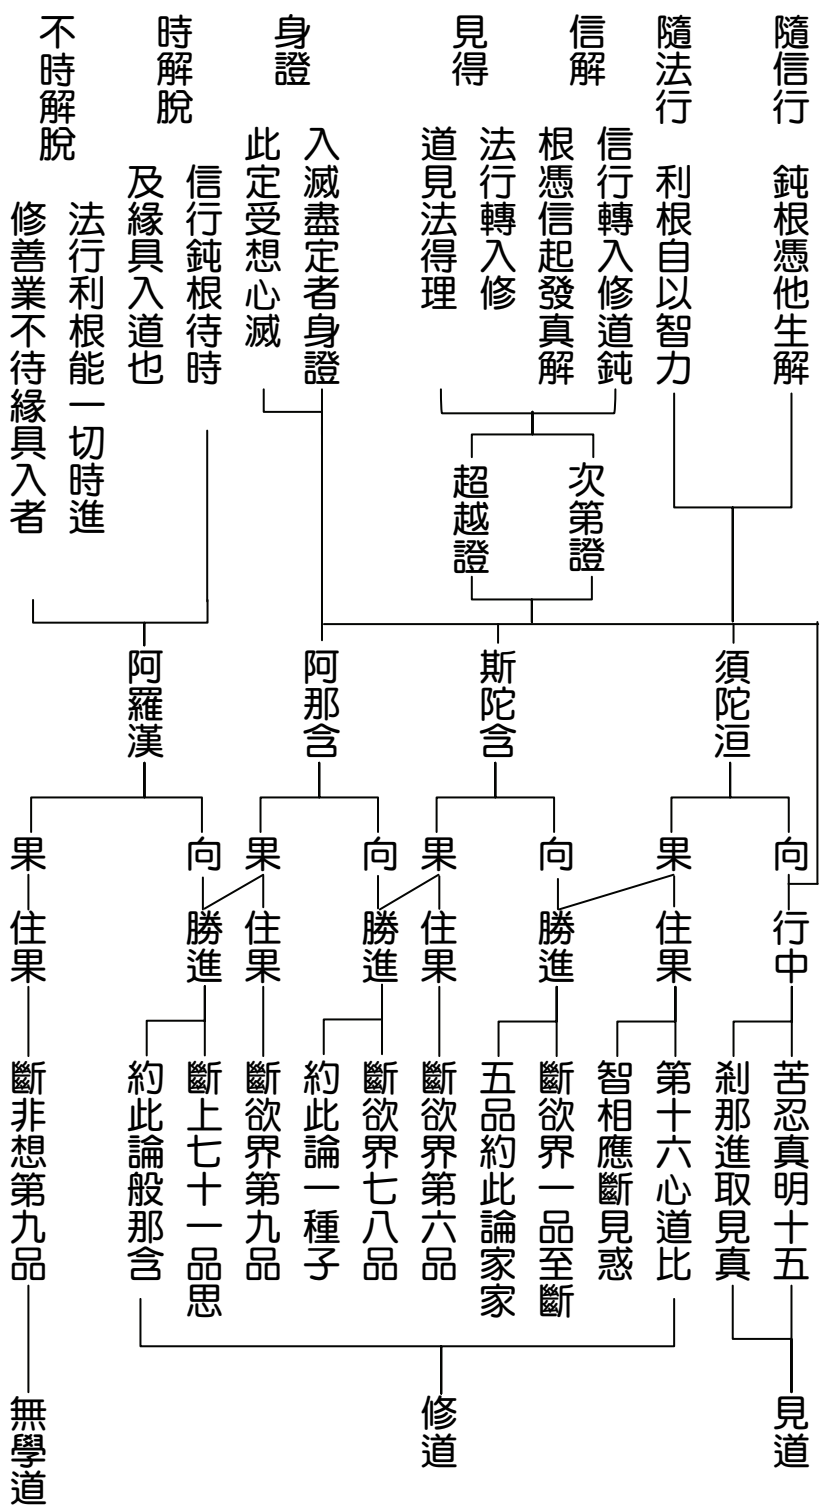 隨信行　鈍根憑他生解
隨法行　利根自以智力
信解
信行轉入修道鈍
根憑信起發真解
見得
法行轉入修
道見法得理
身證
入滅盡定者身證
此定受想心滅
時解脫
信行鈍根待時
及緣具入道也
不時解脫
法行利根能一切時進
修善業不待緣具入者
次第證
超越證
須陀洹
斯陀含
阿那含
阿羅漢
向
果
向
果
向
果
向
果
行中
住果
勝進
住果
勝進
住果
勝進
住果
苦忍真明十五
剎那進取見真
第十六心道比
智相應斷見惑
斷欲界一品至斷
五品約此論家家
斷欲界第六品
斷欲界七八品
約此論一種子
斷欲界第九品
斷上七十一品思
約此論般那含
斷非想第九品
見道
修道
無學道